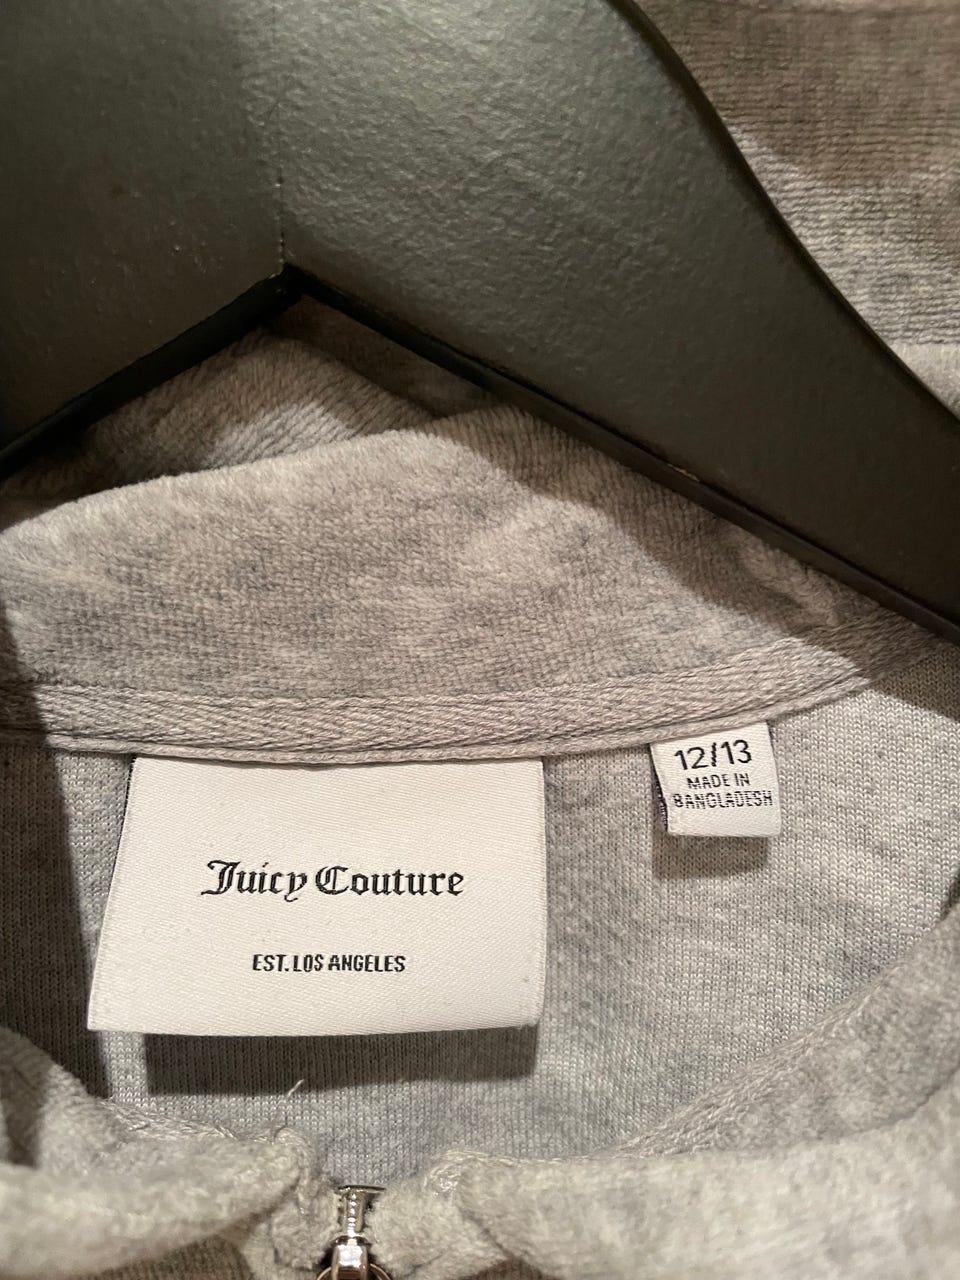 12/13
MADE IN
BANGLADESH
Juicy Couture
EST. LOS ANGELES